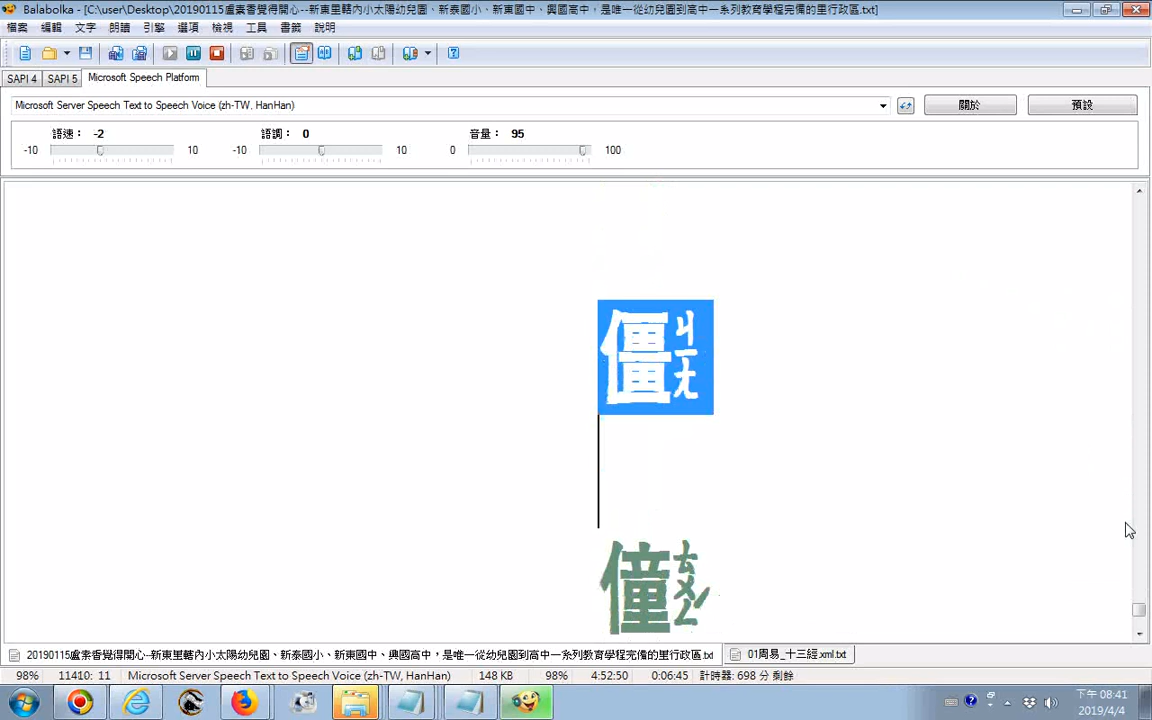 Balabolka - [C:\user\Desktop\20190115盧素香覺得開心--新東里轄內小太陽幼兒園、新泰國小、新東國中、興國高中，是唯一從幼兒園到高中一系列教育學程完備的里行政區.txt]
檔案 編輯 文字 朗讀 引擎 選項 檢視 工具 書籤 說明
SAPI 4 SAPI 5 Microsoft Speech Platform
Microsoft Server Speech Text to Speech Voice (zh-TW, HanHan) 關於 預設
語速： -2 語調： 0 音量： 95
-10 10 -10 10 0 100
僵 ㄐㄧㄤ
僮 ㄊㄨㄥˊ
20190115盧素香覺得開心--新東里轄內小太陽幼兒園、新泰國小、新東國中、興國高中，是唯一從幼兒園到高中一系列教育學程完備的里行政區.txt 01周易_十三經.xml.txt
98% 11410: 11 Microsoft Server Speech Text to Speech Voice (zh-TW, HanHan) 148 KB 98% 4:52:50 0:06:45 計時器: 698 分 剩餘
下午 08:41
2019/4/4